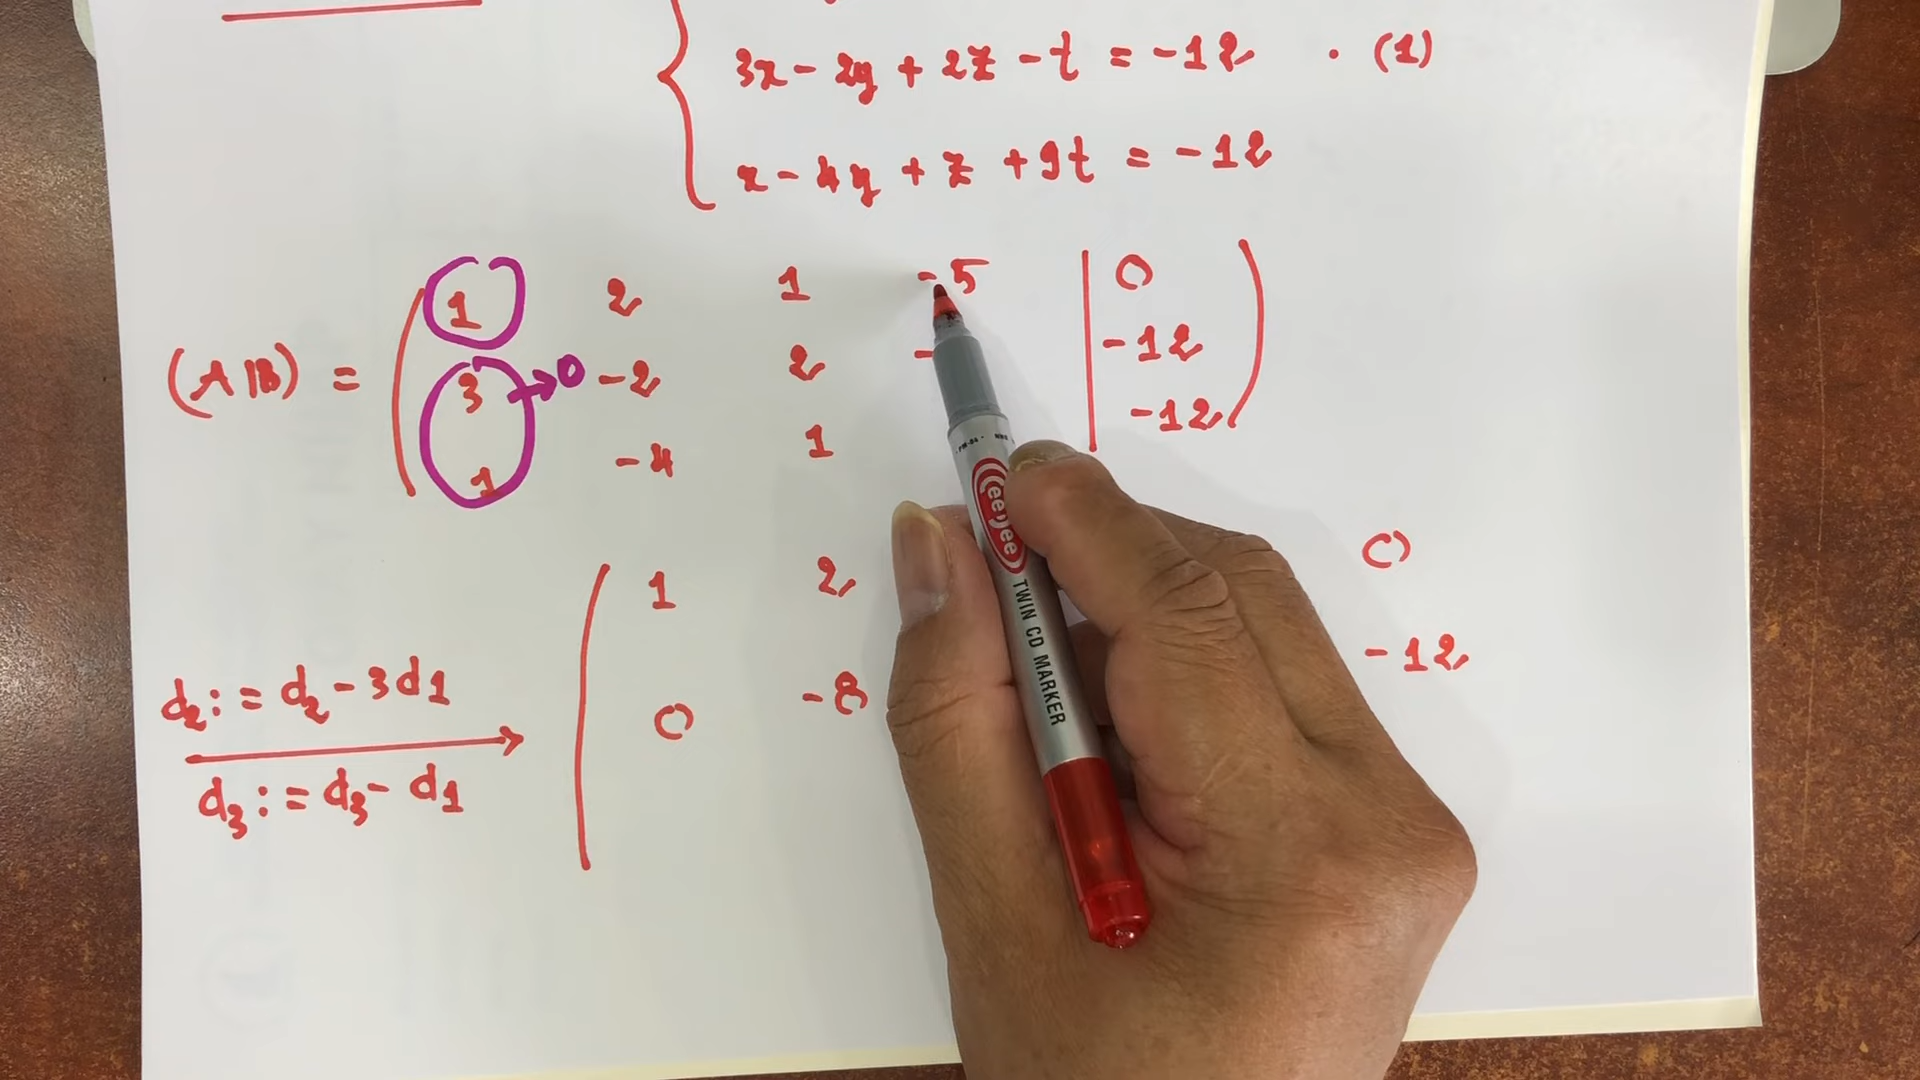 3x - 2y + 2z - t = -12 . (1)
x - 4y + z + 9t = -12
1 2 1 -5 0
(A|B) = 3 → 0 -2 2 - -12
1 -4 1 -12
1 2 0
d2 := d2 - 3d1
0 -8 -12
d3 := d3 - d1
eeJee
TWIN CD MARKER